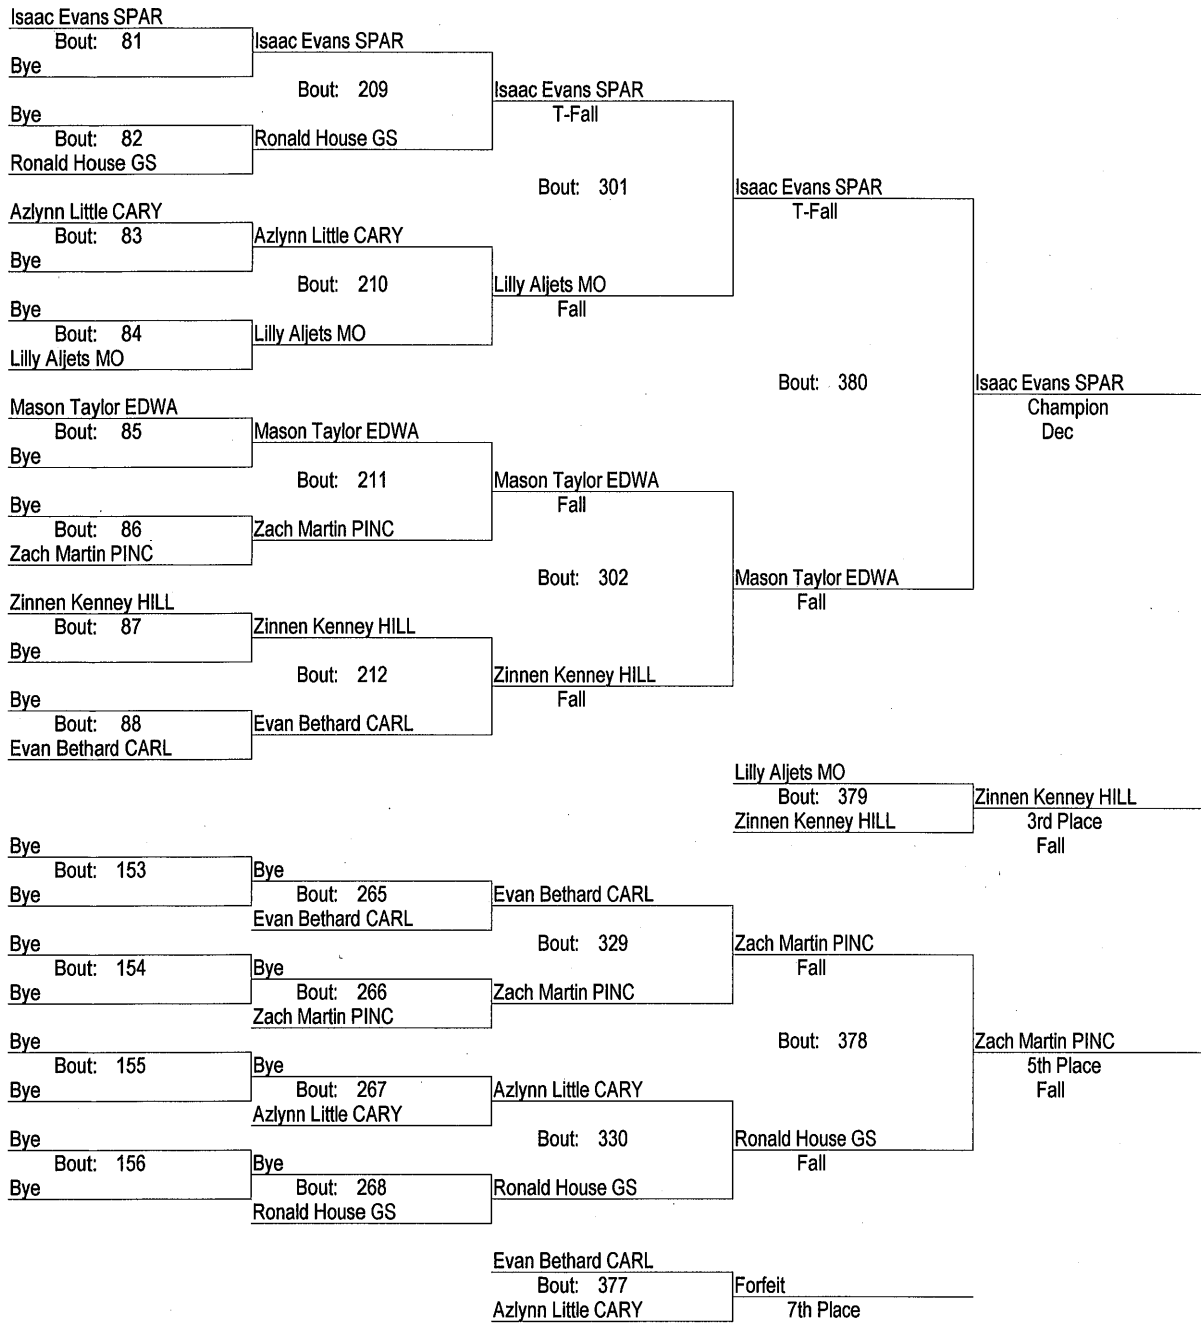 Isaac Evans SPAR
Bout: 81
Bye
Isaac Evans SPAR
Bout: 209
Bye
Bout: 82
Ronald House GS
Ronald House GS
Isaac Evans SPAR
T-Fall
Bout: 301
Azlynn Little CARY
Bout: 83
Bye
Azlynn Little CARY
Bout: 210
Bye
Bout: 84
Lilly Aljets MO
Lilly Aljets MO
Lilly Aljets MO
Fall
Isaac Evans SPAR
T-Fall
Bout: 380
Mason Taylor EDWA
Bout: 85
Bye
Mason Taylor EDWA
Bout: 211
Bye
Bout: 86
Zach Martin PINC
Zach Martin PINC
Mason Taylor EDWA
Fall
Bout: 302
Zinnen Kenney HILL
Bout: 87
Bye
Zinnen Kenney HILL
Bout: 212
Bye
Bout: 88
Evan Bethard CARL
Evan Bethard CARL
Zinnen Kenney HILL
Fall
Mason Taylor EDWA
Fall
Isaac Evans SPAR
Champion
Dec
Lilly Aljets MO
Bout: 379
Zinnen Kenney HILL
Zinnen Kenney HILL
3rd Place
Fall
Bye
Bout: 153
Bye
Bye
Bout: 265
Evan Bethard CARL
Evan Bethard CARL
Bout: 329
Bye
Bout: 154
Bye
Bye
Bout: 266
Zach Martin PINC
Zach Martin PINC
Zach Martin PINC
Fall
Bout: 378
Bye
Bout: 155
Bye
Bye
Bout: 267
Azlynn Little CARY
Azlynn Little CARY
Bout: 330
Bye
Bout: 156
Bye
Bye
Bout: 268
Ronald House GS
Ronald House GS
Ronald House GS
Fall
Zach Martin PINC
5th Place
Fall
Evan Bethard CARL
Bout: 377
Azlynn Little CARY
Forfeit
7th Place